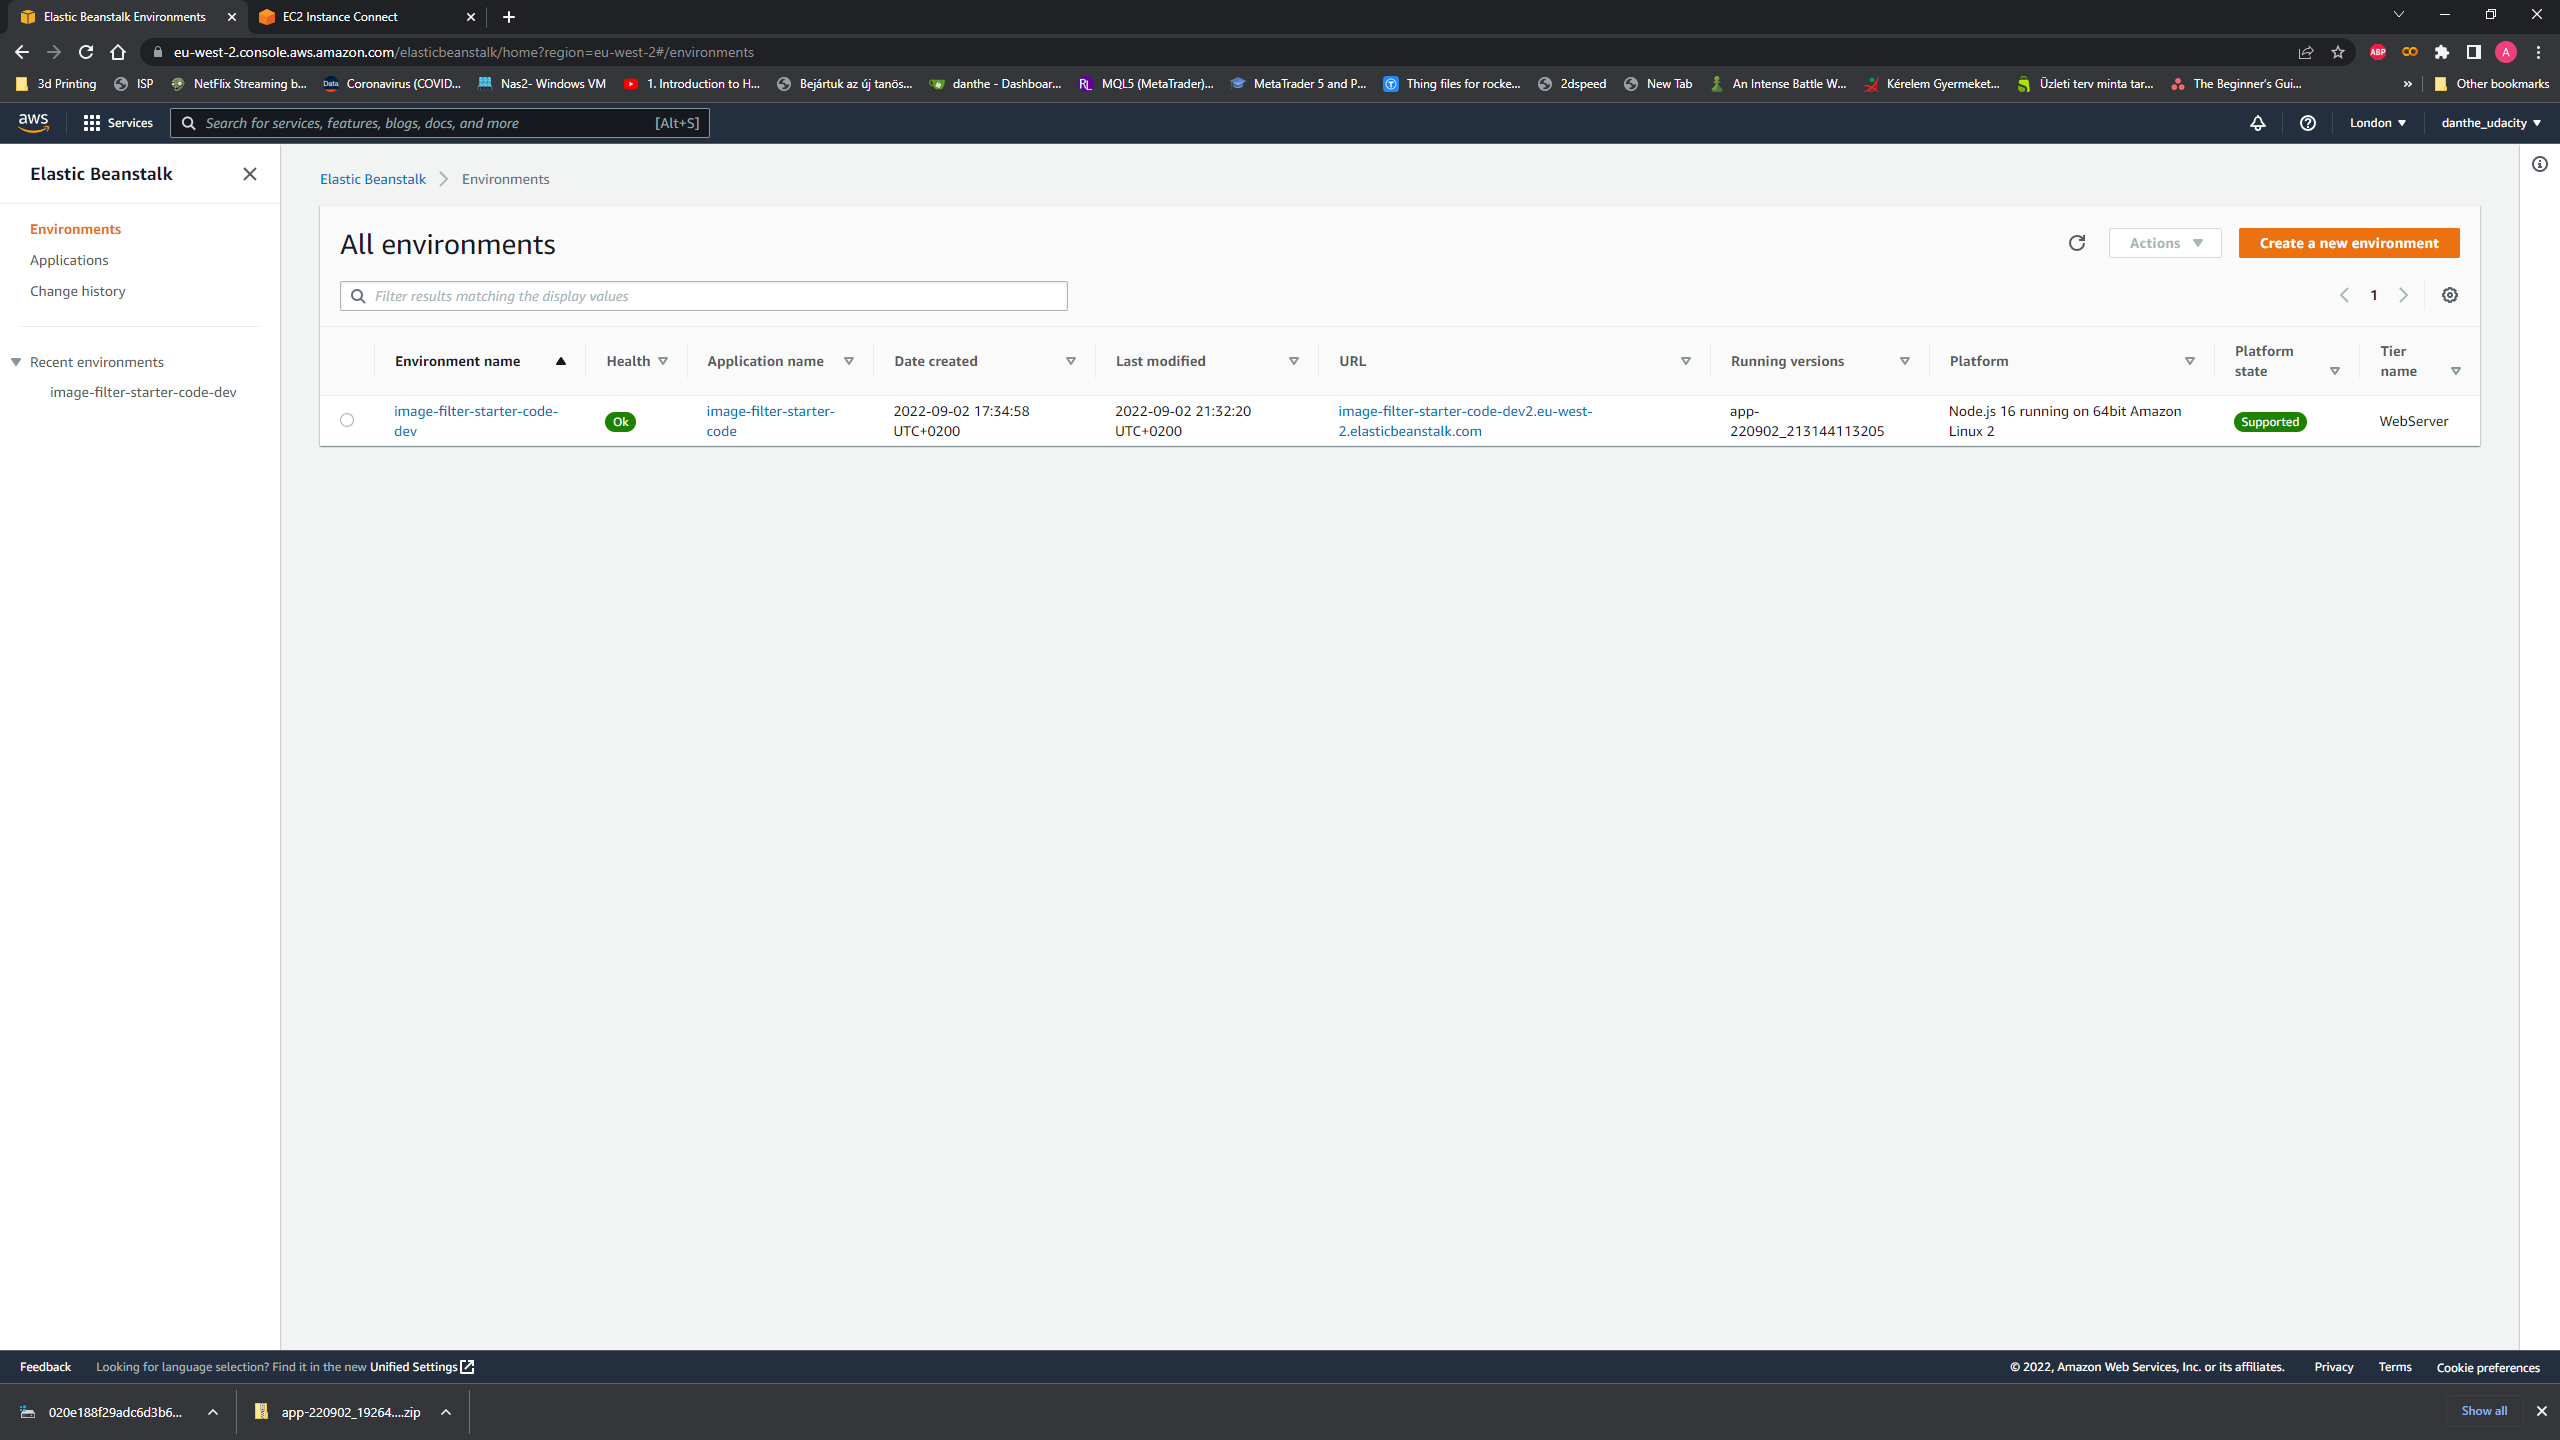 Elastic Beanstalk Environments
EC2 Instance Connect
eu-west-2.console.aws.amazon.com/elasticbeanstalk/home?region=eu-west-2#/environments
ABP
A
3d Printing
ISP
NetFlix Streaming b...
Data
Coronavirus (COVID...
Nas2- Windows VM
1. Introduction to H...
Bejártuk az új tanös...
danthe - Dashboar...
MQL5 (MetaTrader)...
MetaTrader 5 and P...
Thing files for rocke...
2dspeed
New Tab
An Intense Battle W...
Kérelem Gyermeket...
Üzleti terv minta tar...
The Beginner's Gui...
»
Other bookmarks
aws
Services
Search for services, features, blogs, docs, and more
[Alt+S]
London
danthe_udacity
Elastic Beanstalk
Environments
Applications
Change history
Recent environments
image-filter-starter-code-dev
Elastic Beanstalk
Environments
All environments
Actions
Create a new environment
Filter results matching the display values
1
Environment name
Health
Application name
Date created
Last modified
URL
Running versions
Platform
Platform
state
Tier
name
image-filter-starter-code-
dev
Ok
image-filter-starter-
code
2022-09-02 17:34:58
UTC+0200
2022-09-02 21:32:20
UTC+0200
image-filter-starter-code-dev2.eu-west-
2.elasticbeanstalk.com
app-
220902_213144113205
Node.js 16 running on 64bit Amazon
Linux 2
Supported
WebServer
Feedback
Looking for language selection? Find it in the new Unified Settings
© 2022, Amazon Web Services, Inc. or its affiliates.
Privacy
Terms
Cookie preferences
020e188f29adc6d3b6...
app-220902_19264....zip
Show all